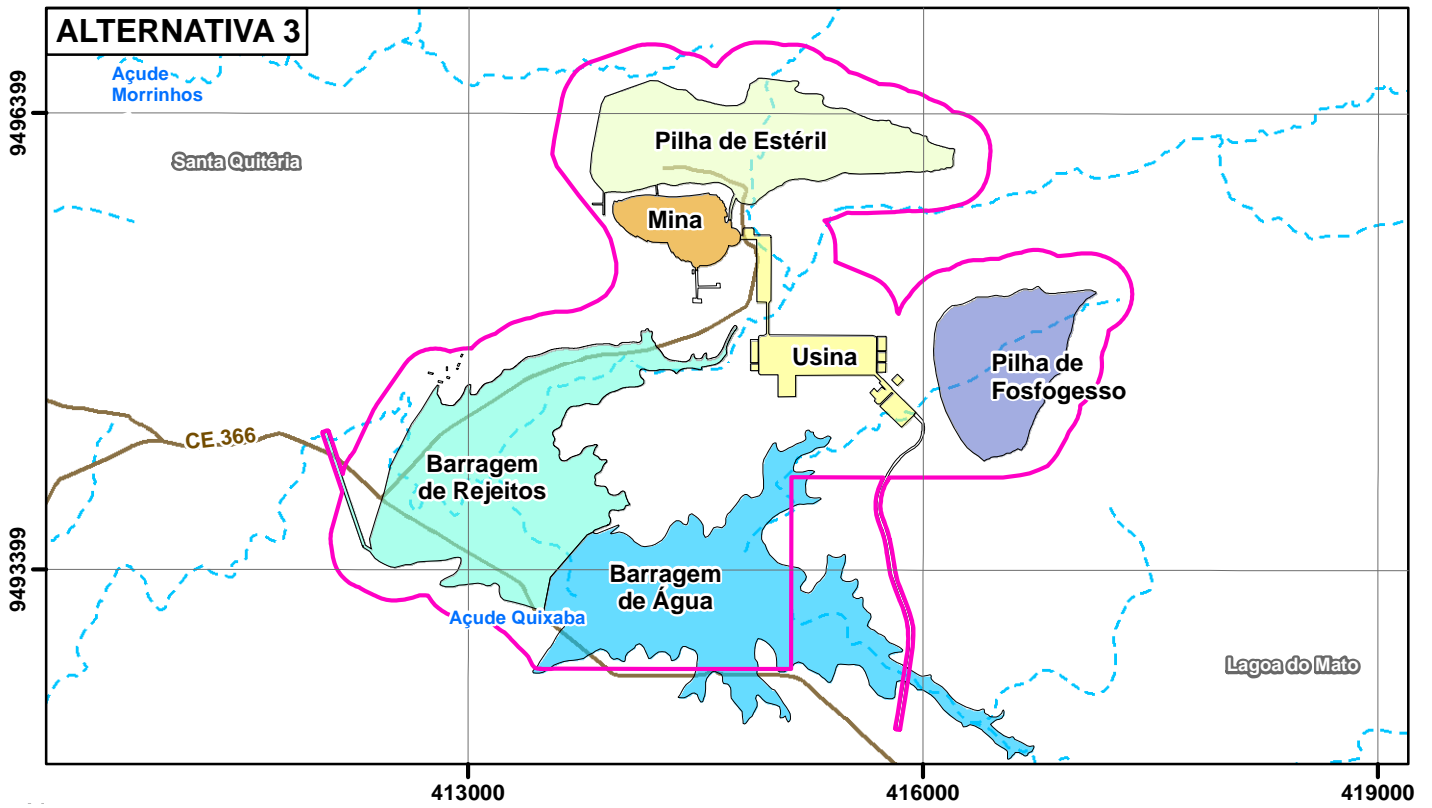 ALTERNATIVA 3
Açude
Morrinhos
9496399
Santa Quitéria
Pilha de Estéril
Mina
Usina
Pilha de
Fosfogesso
CE 366
Barragem
de Rejeitos
9493399
Barragem
de Água
Açude Quixaba
Lagoa do Mato
413000
416000
419000